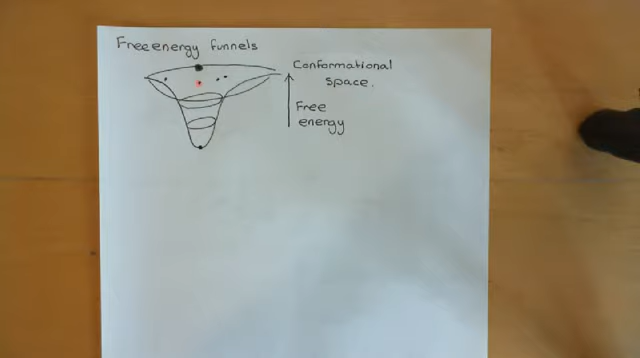 Free energy funnels
Conformational
space.
Free
energy